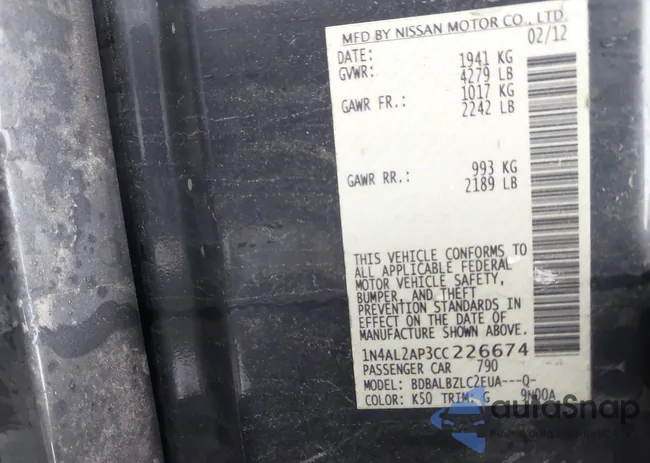 MFD BY NISSAN MOTOR CO., LTD.
DATE: 02/12
GVWR: 1941 KG
4279 LB
GAWR FR.: 1017 KG
2242 LB
GAWR RR.: 993 KG
2189 LB
THIS VEHICLE CONFORMS TO
ALL APPLICABLE FEDERAL
MOTOR VEHICLE SAFETY,
BUMPER, AND THEFT
PREVENTION STANDARDS IN
EFFECT ON THE DATE OF
MANUFACTURE SHOWN ABOVE.
1N4AL2AP3CC226674
PASSENGER CAR 790
MODEL: BDBALBZLC2EUA---Q-
COLOR: K50 TRIM: G 9N00A
autaSnap